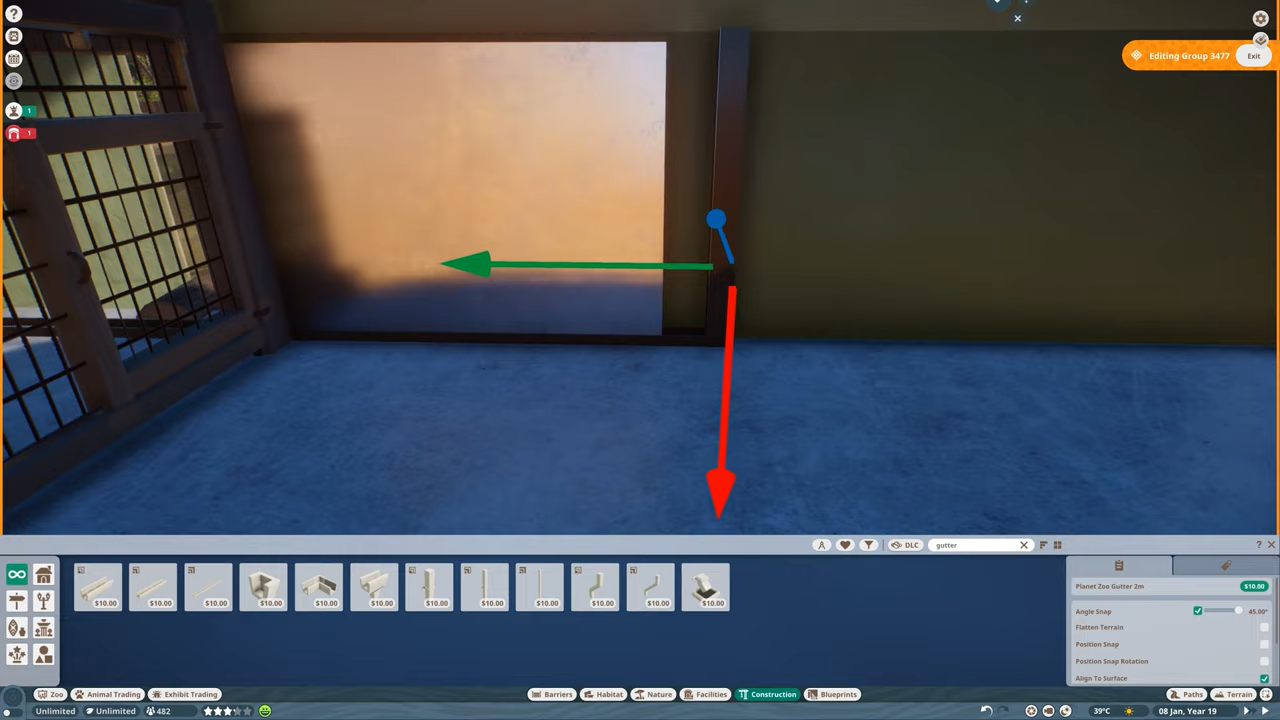 ?
Editing Group 3477
Exit
1
1
DLC
gutter
?
$10.00
$10.00
$10.00
$10.00
$10.00
$10.00
$10.00
$10.00
$10.00
$10.00
$10.00
$10.00
Planet Zoo Gutter 2m
$10.00
Angle Snap
45.00°
Flatten Terrain
Position Snap
Position Snap Rotation
Align To Surface
Zoo
Animal Trading
Exhibit Trading
Barriers
Habitat
Nature
Facilities
Construction
Blueprints
Paths
Terrain
Unlimited
Unlimited
482
39°C
08 Jan, Year 19